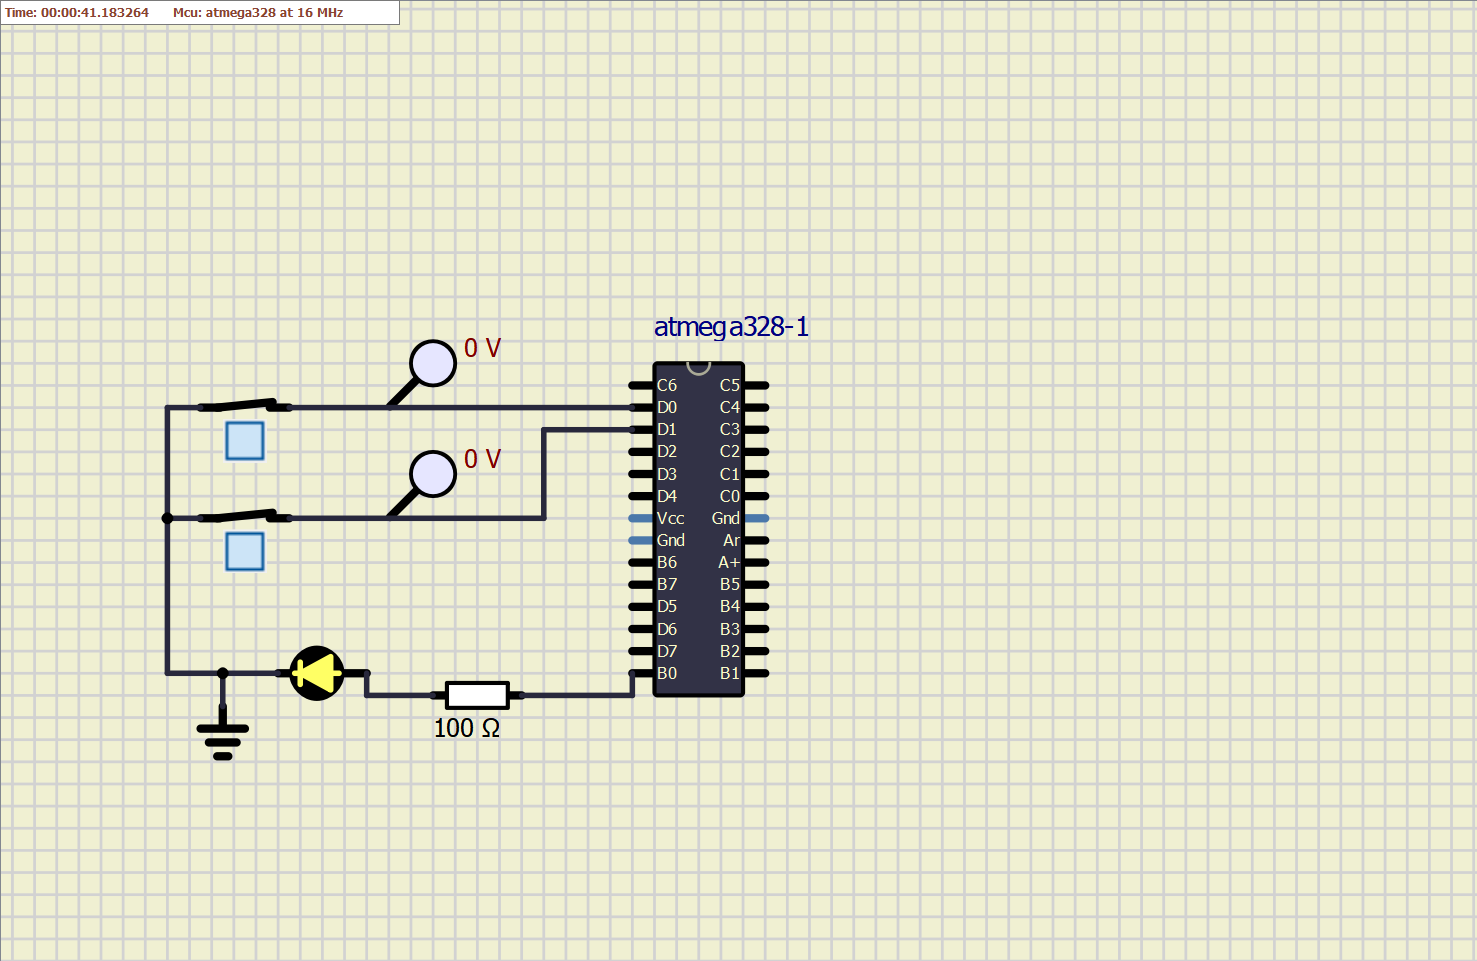 Time: 00:00:41.183264 Mcu: atmega328 at 16 MHz
atmega328-1
0 V
0 V
C6 C5
D0 C4
D1 C3
D2 C2
D3 C1
D4 C0
Vcc Gnd
Gnd Ar
B6 A+
B7 B5
D5 B4
D6 B3
D7 B2
B0 B1
100 Ω